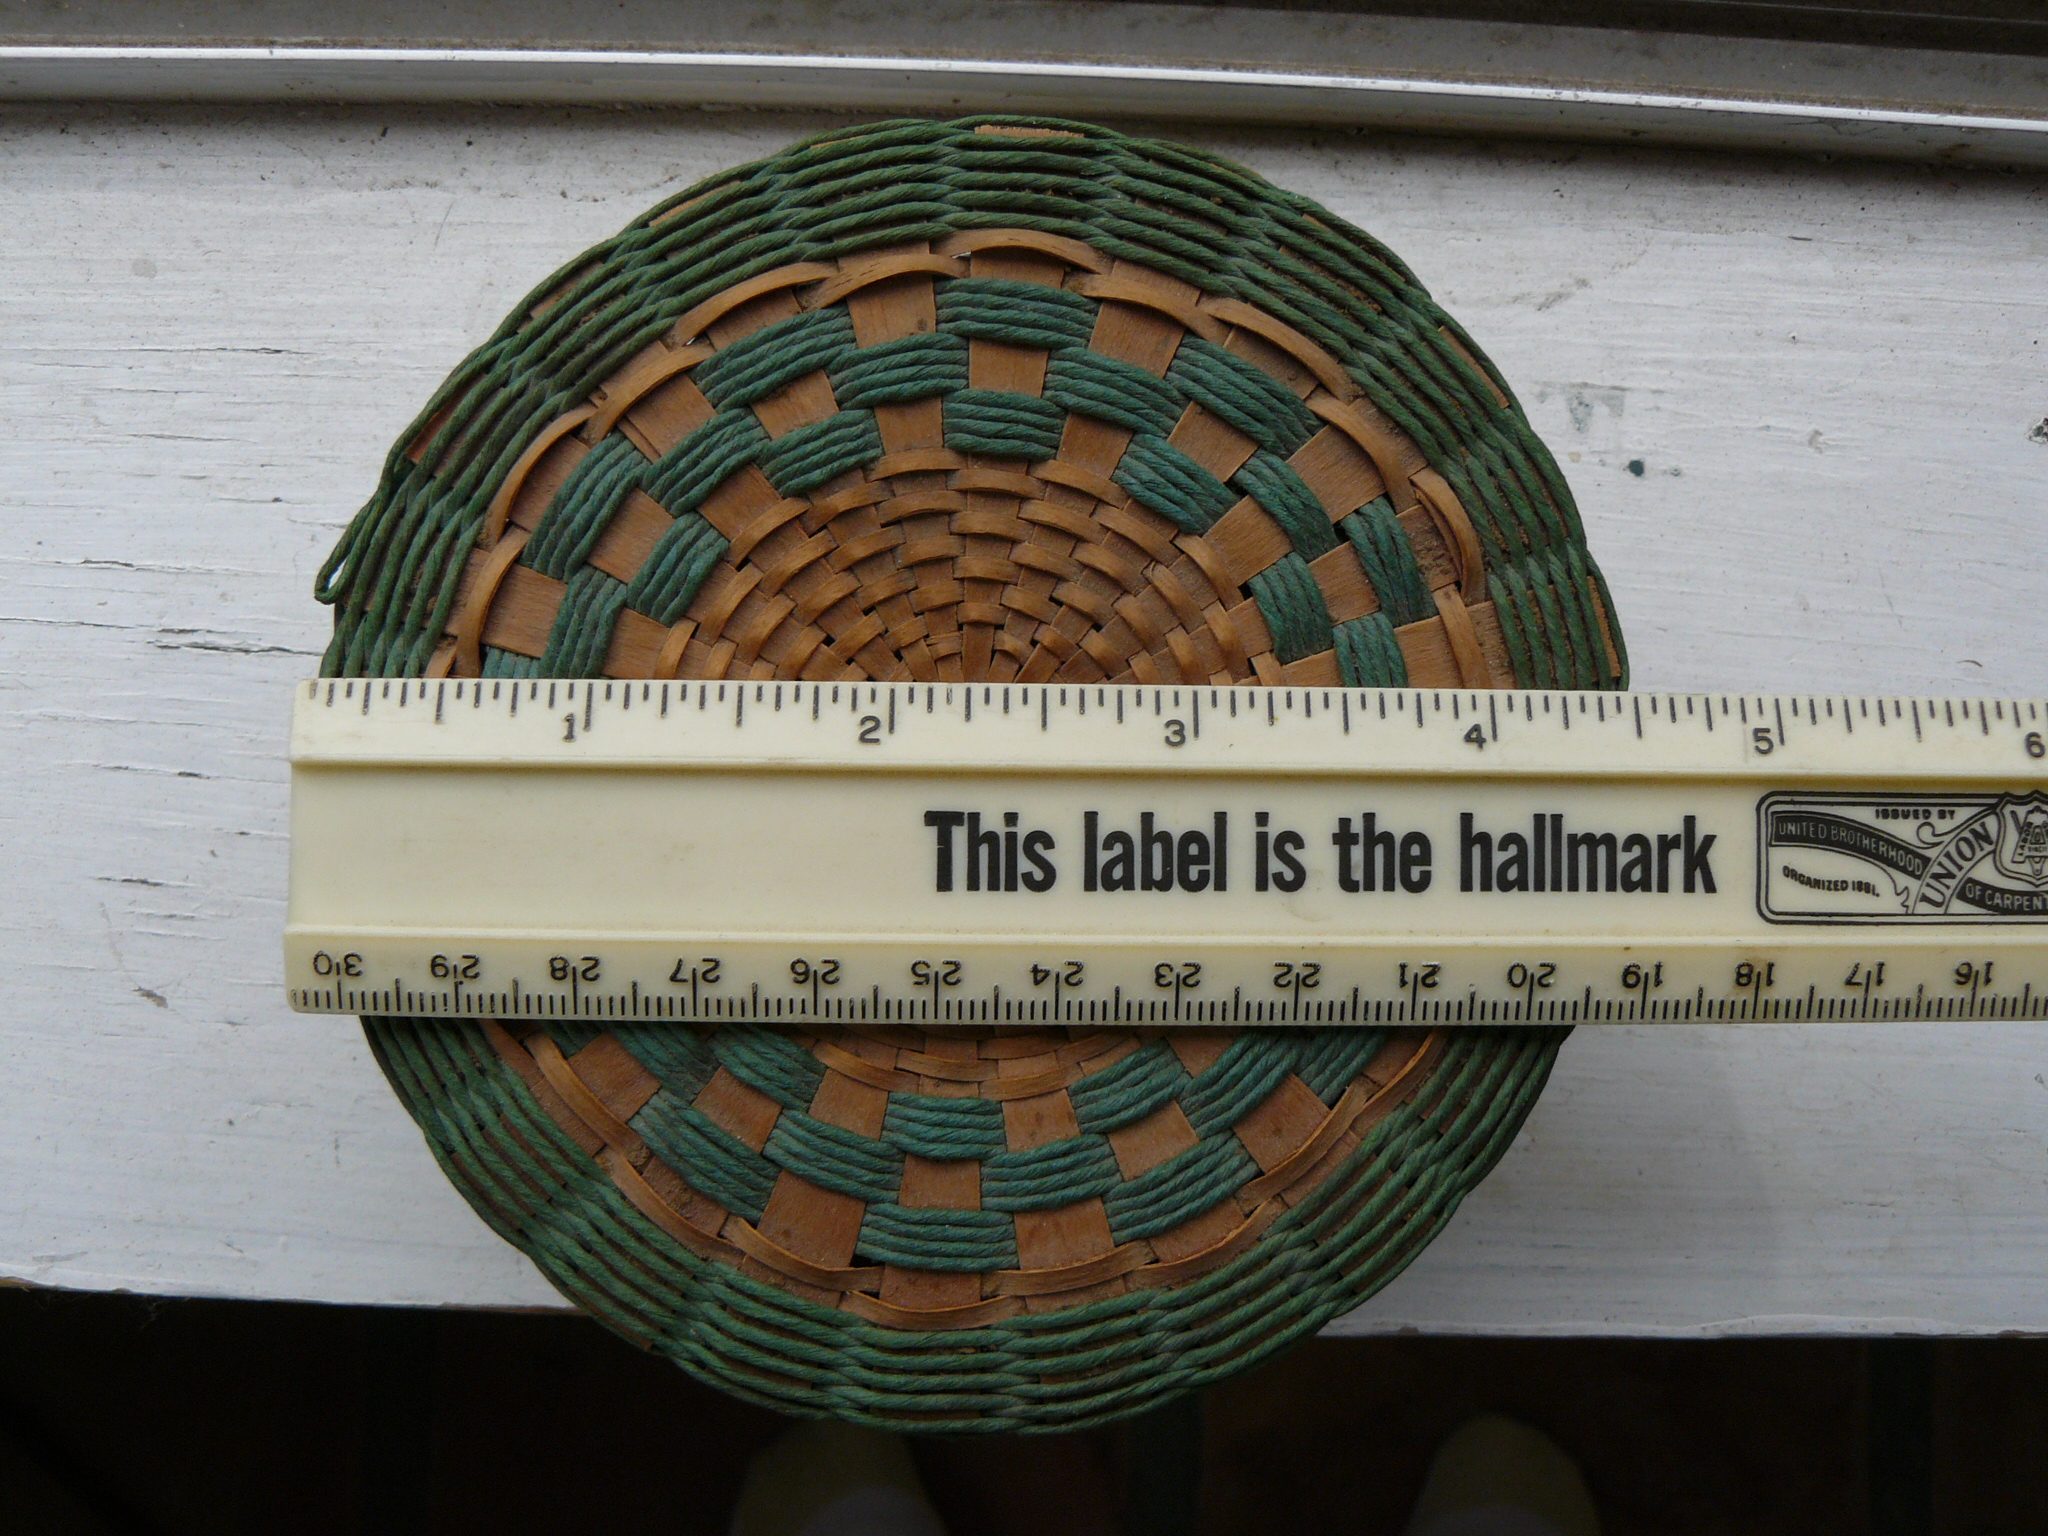 1 2 3 4 5 6
This label is the hallmark
ISSUED BY
UNITED BROTHERHOOD
UNION
ORGANIZED 1881.
OF CARPENT
30 29 28 27 26 25 24 23 22 21 20 19 18 17 16